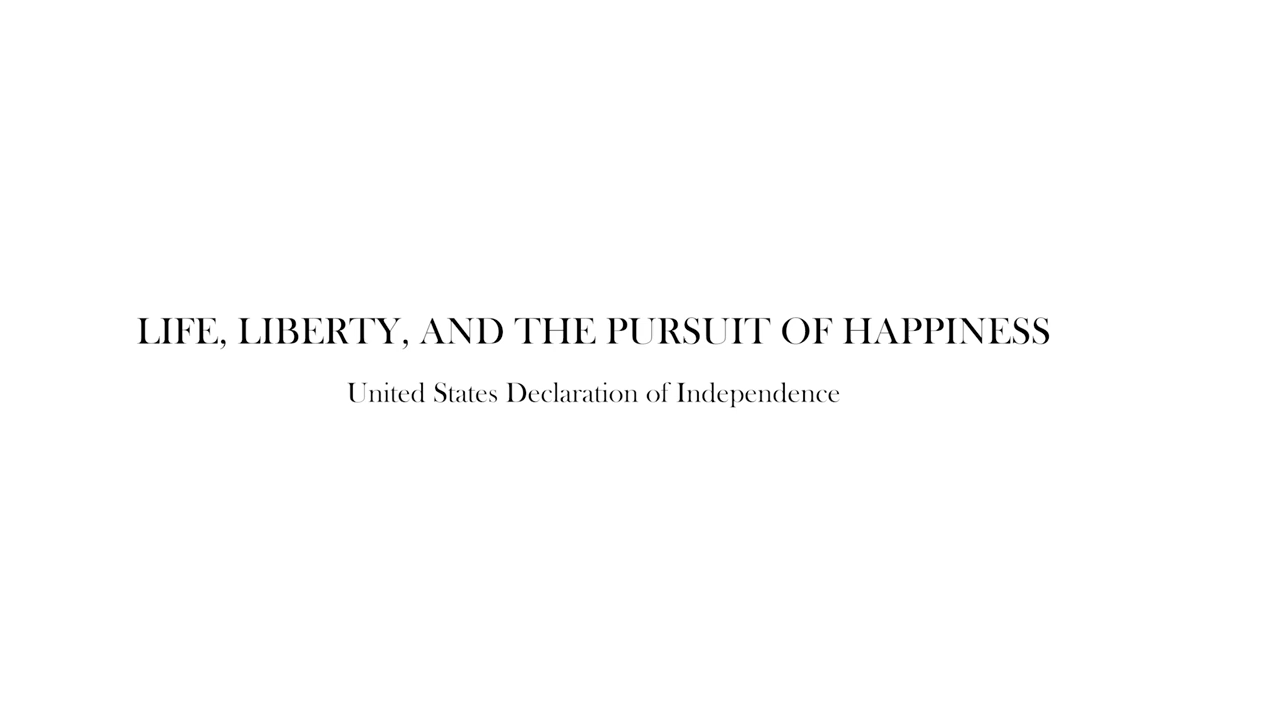 LIFE, LIBERTY, AND THE PURSUIT OF HAPPINESS
United States Declaration of Independence